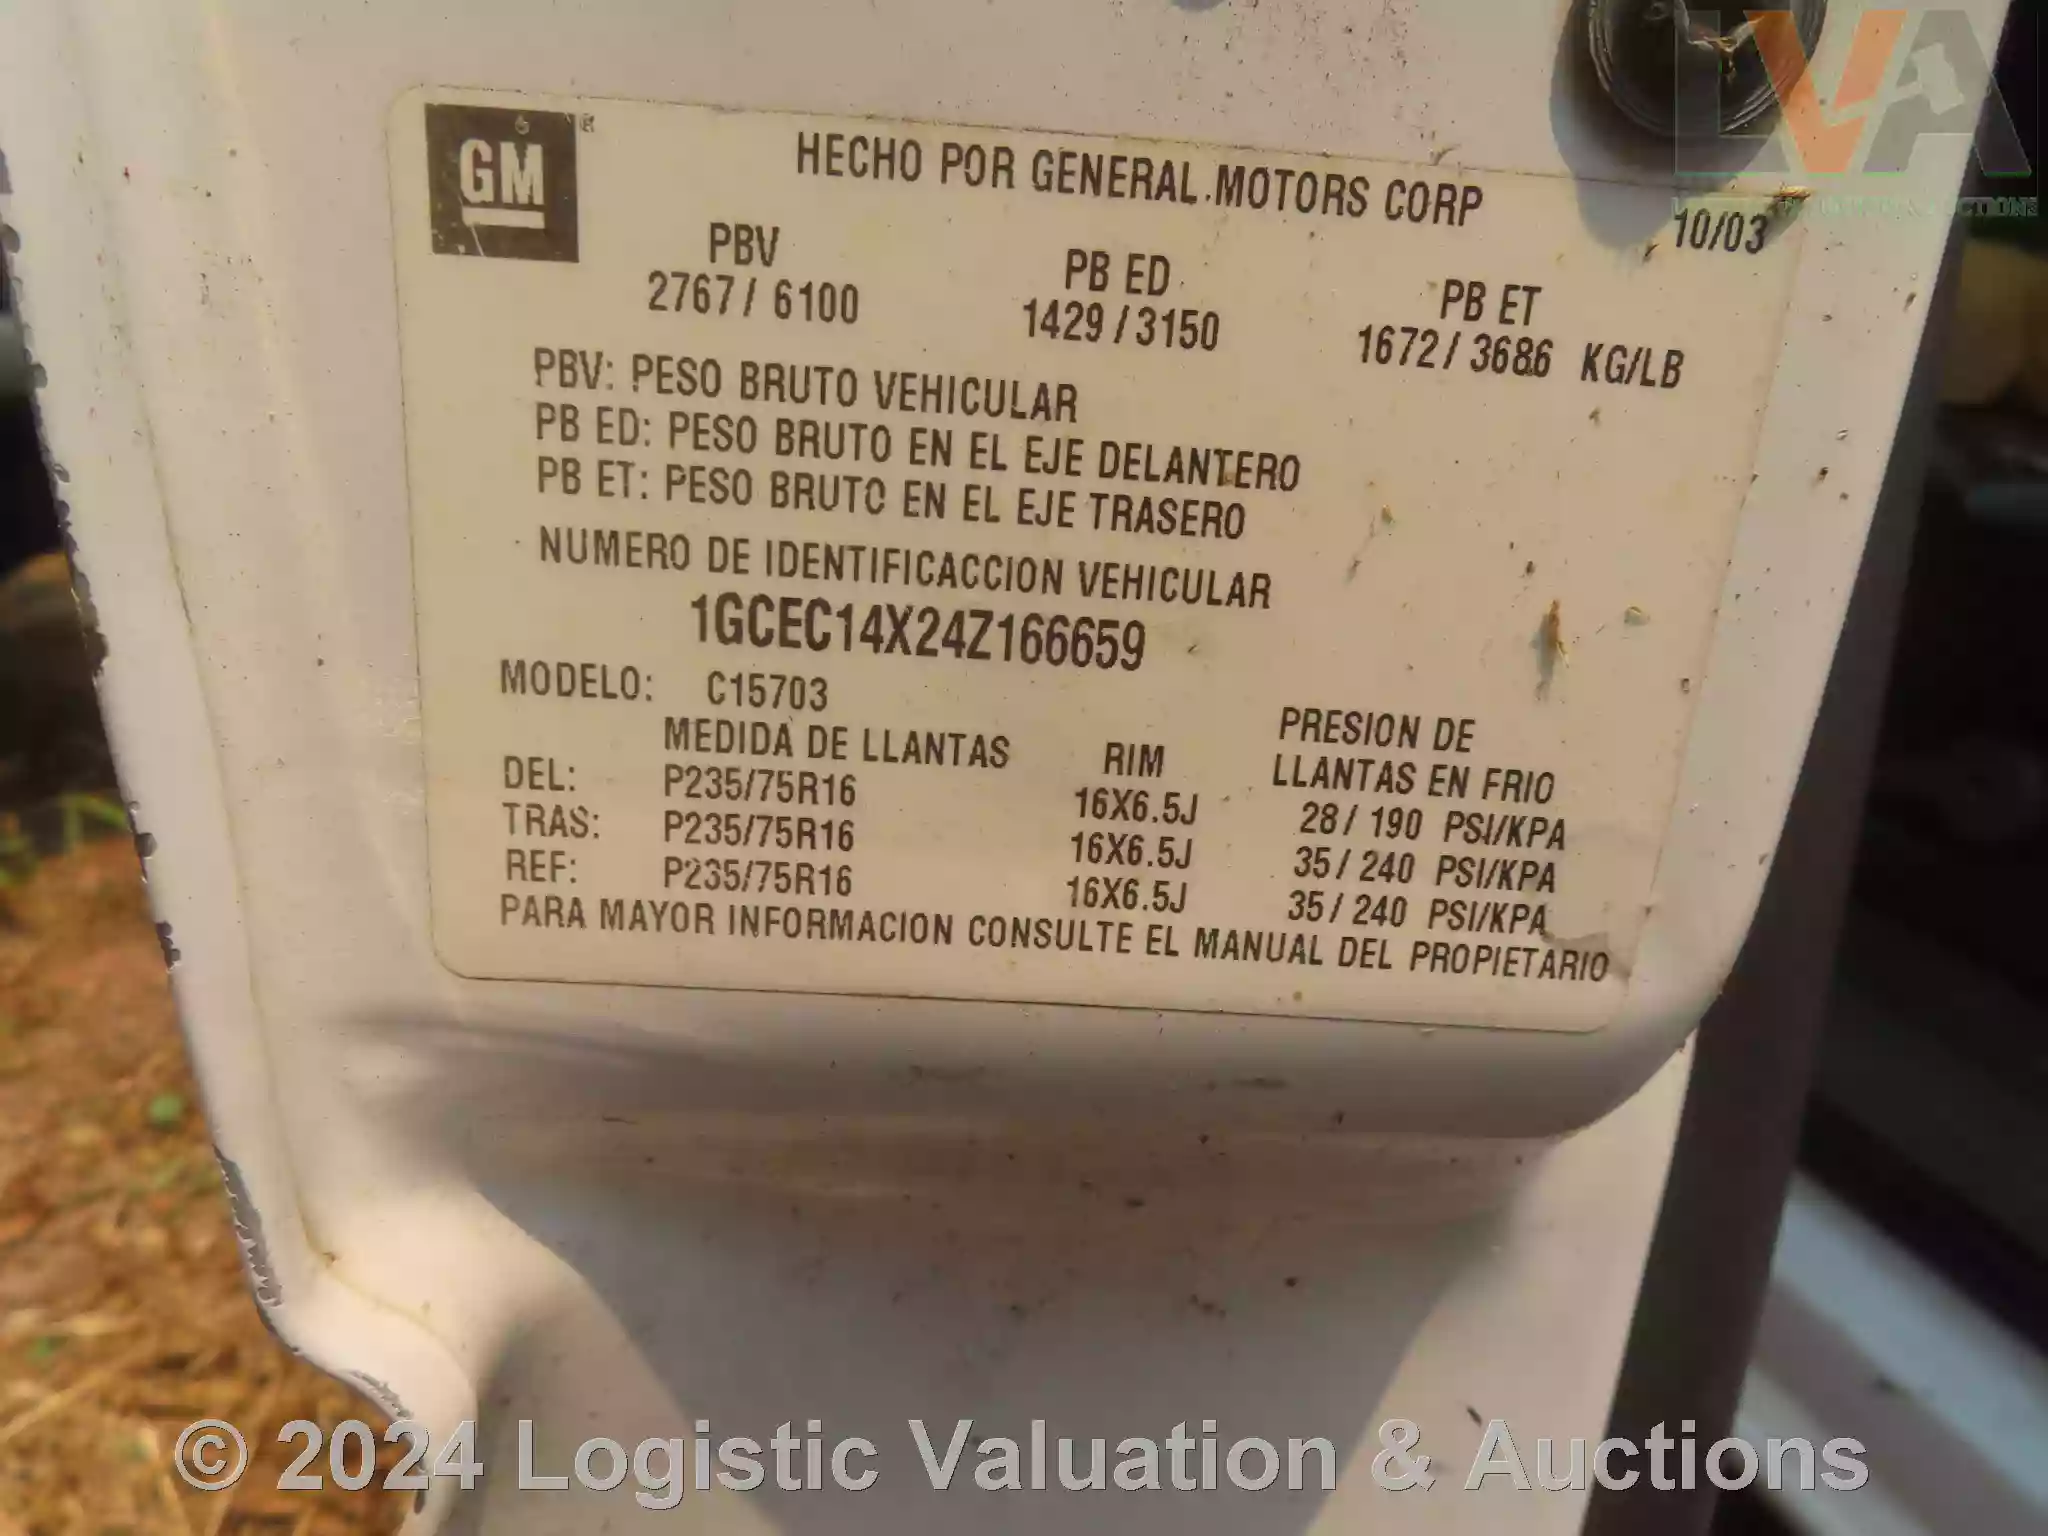 LVA
GM
HECHO POR GENERAL MOTORS CORP
10/03
PBV PB ED PB ET
2767 / 6100 1429 / 3150 1672 / 3686 KG/LB
PBV: PESO BRUTO VEHICULAR
PB ED: PESO BRUTO EN EL EJE DELANTERO
PB ET: PESO BRUTO EN EL EJE TRASERO
NUMERO DE IDENTIFICACCION VEHICULAR
1GCEC14X24Z166659
MODELO: C15703
MEDIDA DE LLANTAS RIM PRESION DE LLANTAS EN FRIO
DEL: P235/75R16 16X6.5J 28 / 190 PSI/KPA
TRAS: P235/75R16 16X6.5J 35 / 240 PSI/KPA
REF: P235/75R16 16X6.5J 35 / 240 PSI/KPA
PARA MAYOR INFORMACION CONSULTE EL MANUAL DEL PROPIETARIO
© 2024 Logistic Valuation & Auctions